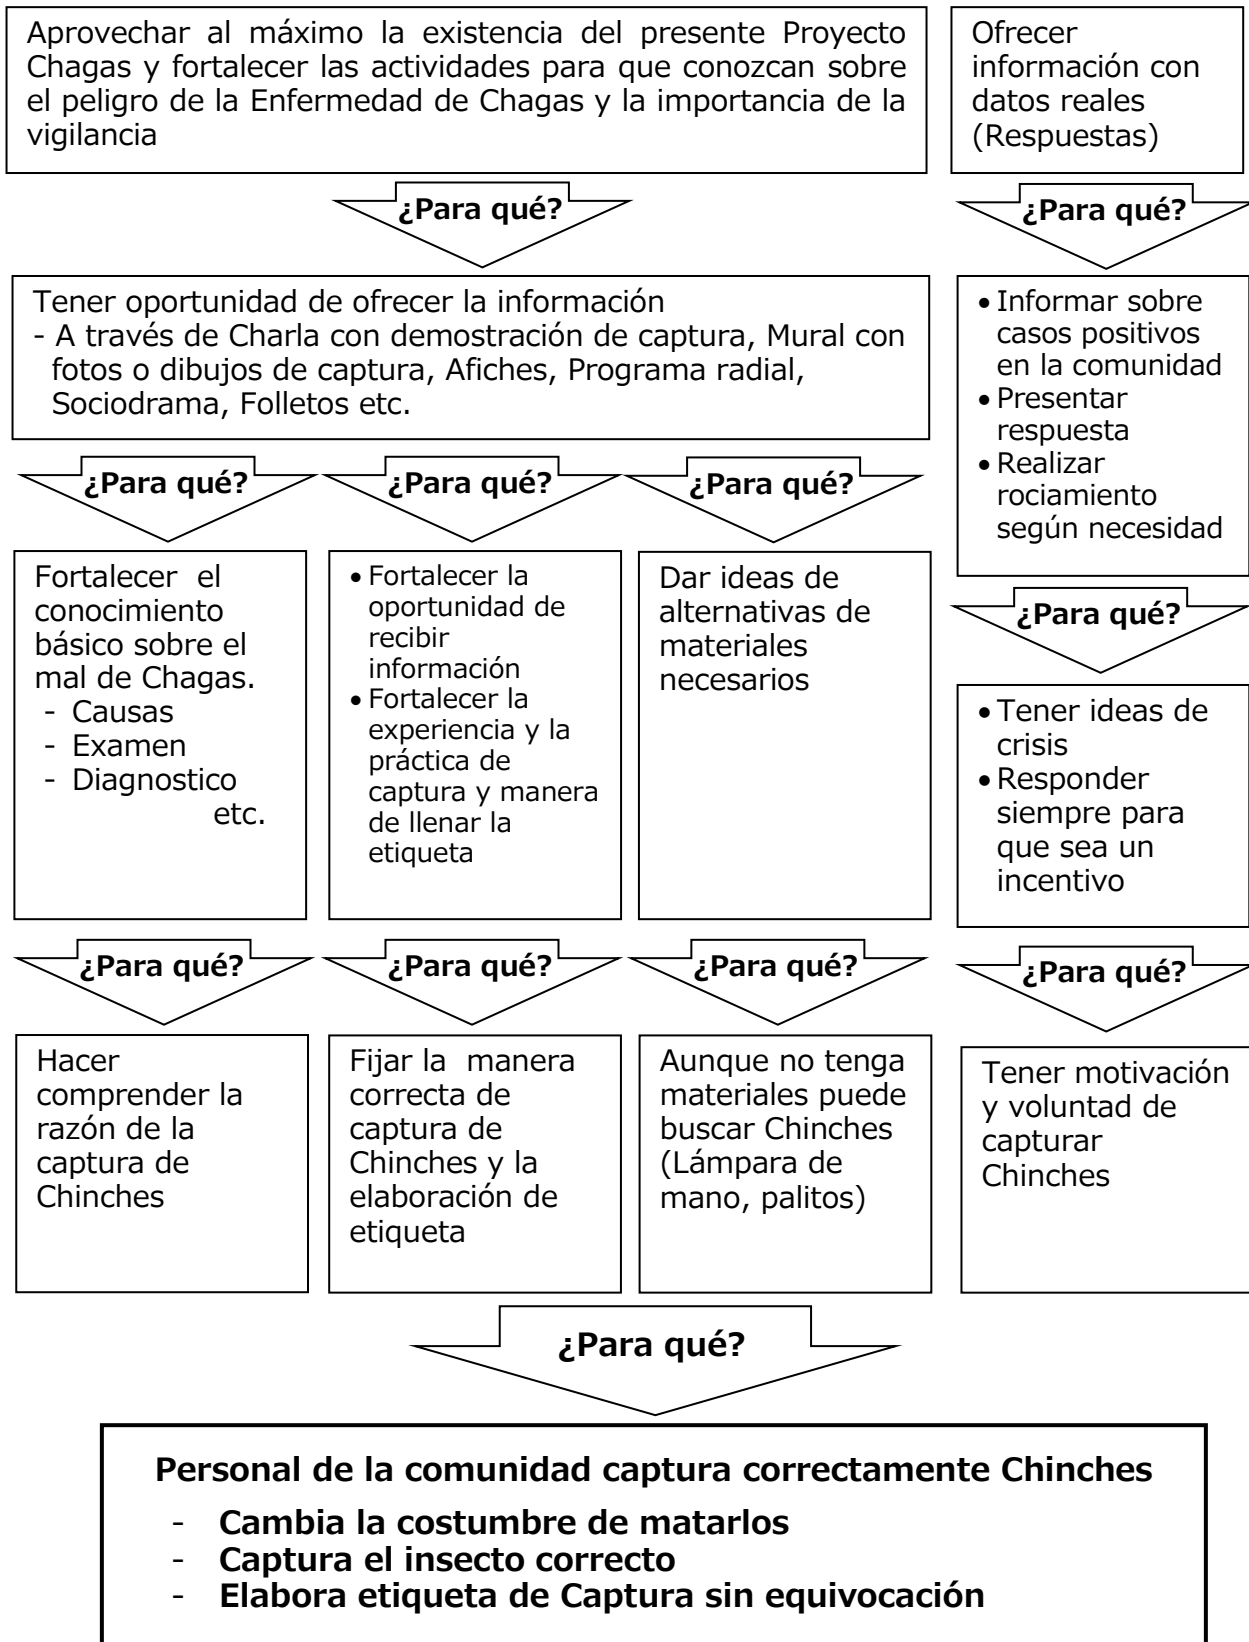 Aprovechar al máximo la existencia del presente Proyecto
Chagas y fortalecer las actividades para que conozcan sobre
el peligro de la Enfermedad de Chagas y la importancia de la
vigilancia
Ofrecer
información con
datos reales
(Respuestas)
¿Para qué?
¿Para qué?
Tener oportunidad de ofrecer la información
- A través de Charla con demostración de captura, Mural con
fotos o dibujos de captura, Afiches, Programa radial,
Sociodrama, Folletos etc.
• Informar sobre
casos positivos
en la comunidad
• Presentar
respuesta
• Realizar
rociamiento
según necesidad
¿Para qué?
¿Para qué?
¿Para qué?
¿Para qué?
Fortalecer el
conocimiento
básico sobre el
mal de Chagas.
- Causas
- Examen
- Diagnostico
etc.
• Fortalecer la
oportunidad de
recibir
información
• Fortalecer la
experiencia y la
práctica de
captura y manera
de llenar la
etiqueta
Dar ideas de
alternativas de
materiales
necesarios
• Tener ideas de
crisis
• Responder
siempre para
que sea un
incentivo
¿Para qué?
¿Para qué?
¿Para qué?
¿Para qué?
Hacer
comprender la
razón de la
captura de
Chinches
Fijar la manera
correcta de
captura de
Chinches y la
elaboración de
etiqueta
Aunque no tenga
materiales puede
buscar Chinches
(Lámpara de
mano, palitos)
Tener motivación
y voluntad de
capturar
Chinches
¿Para qué?
Personal de la comunidad captura correctamente Chinches
- Cambia la costumbre de matarlos
- Captura el insecto correcto
- Elabora etiqueta de Captura sin equivocación